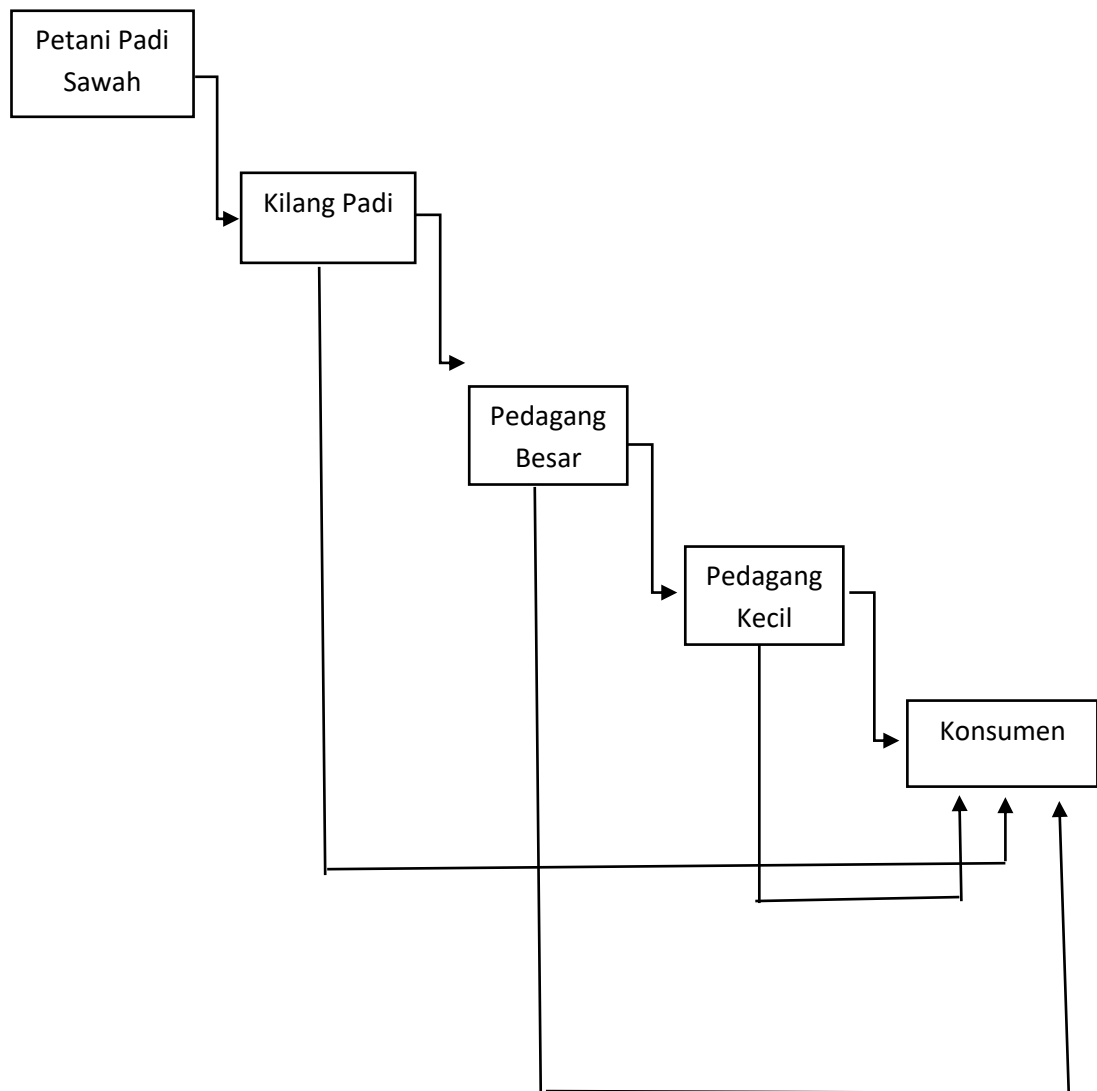 Petani Padi
Sawah
Kilang Padi
Pedagang
Besar
Pedagang
Kecil
Konsumen